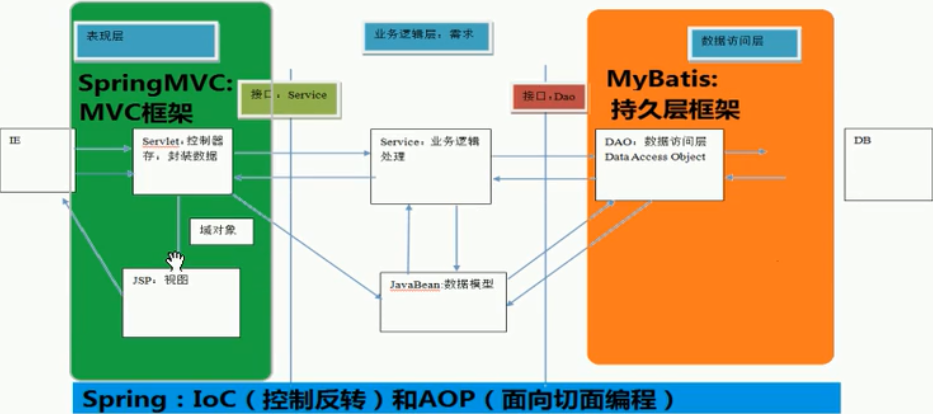 表现层
业务逻辑层：需求
数据访问层
SpringMVC:
MVC框架
接口：Service
接口：Dao
MyBatis:
持久层框架
IE
Servlet：控制器
存，封装数据
Service：业务逻辑
处理
DAO：数据访问层
Data Access Object
DB
域对象
JSP：视图
JavaBean:数据模型
Spring：IoC（控制反转）和AOP（面向切面编程）